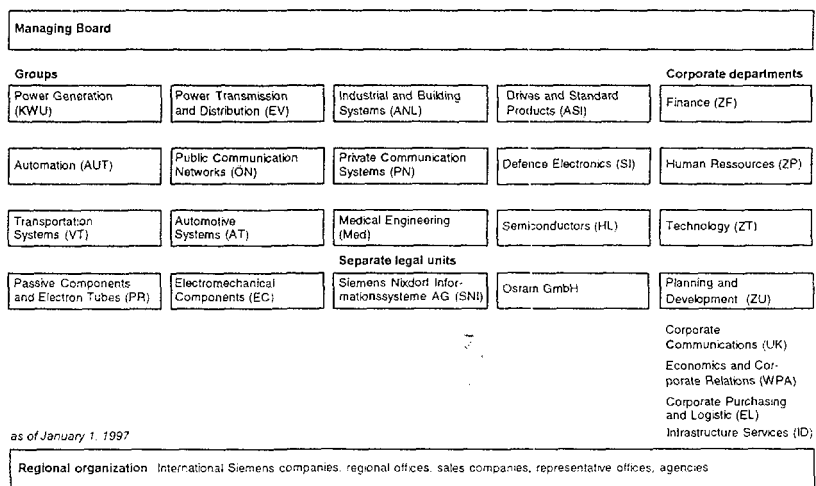 Managing Board
Groups
Corporate departments
Power Generation
(KWU)
Power Transmission
and Distribution (EV)
Industrial and Building
Systems (ANL)
Drives and Standard
Products (ASI)
Finance (ZF)
Automation (AUT)
Public Communication
Networks (ÖN)
Private Communication
Systems (PN)
Defence Electronics (SI)
Human Ressources (ZP)
Transportation
Systems (VT)
Automotive
Systems (AT)
Medical Engineering
(Med)
Semiconductors (HL)
Technology (ZT)
Separate legal units
Passive Components
and Electron Tubes (PR)
Electromechanical
Components (EC)
Siemens Nixdorf Infor-
mationssysteme AG (SNI)
Osram GmbH
Planning and
Development (ZU)
Corporate
Communications (UK)
Economics and Cor-
porate Relations (WPA)
Corporate Purchasing
and Logistic (EL)
Infrastructure Services (ID)
as of January 1, 1997
Regional organization International Siemens companies, regional offices, sales companies, representative offices, agencies